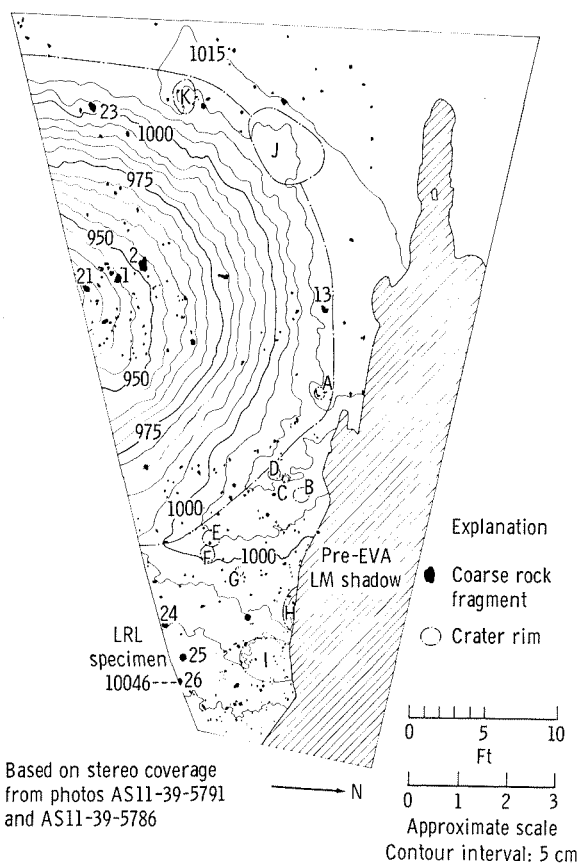 1015
K
23
1000
J
975
950
2
21
1
13
950
A
975
D
C
B
1000
E
F
1000
G
Pre-EVA
LM shadow
H
24
LRL
specimen
10046---
25
26
I
Explanation
Coarse rock
fragment
Crater rim
0 5 10
Ft
0 1 2 3
Approximate scale
Contour interval: 5 cm
Based on stereo coverage
from photos AS11-39-5791
and AS11-39-5786
N